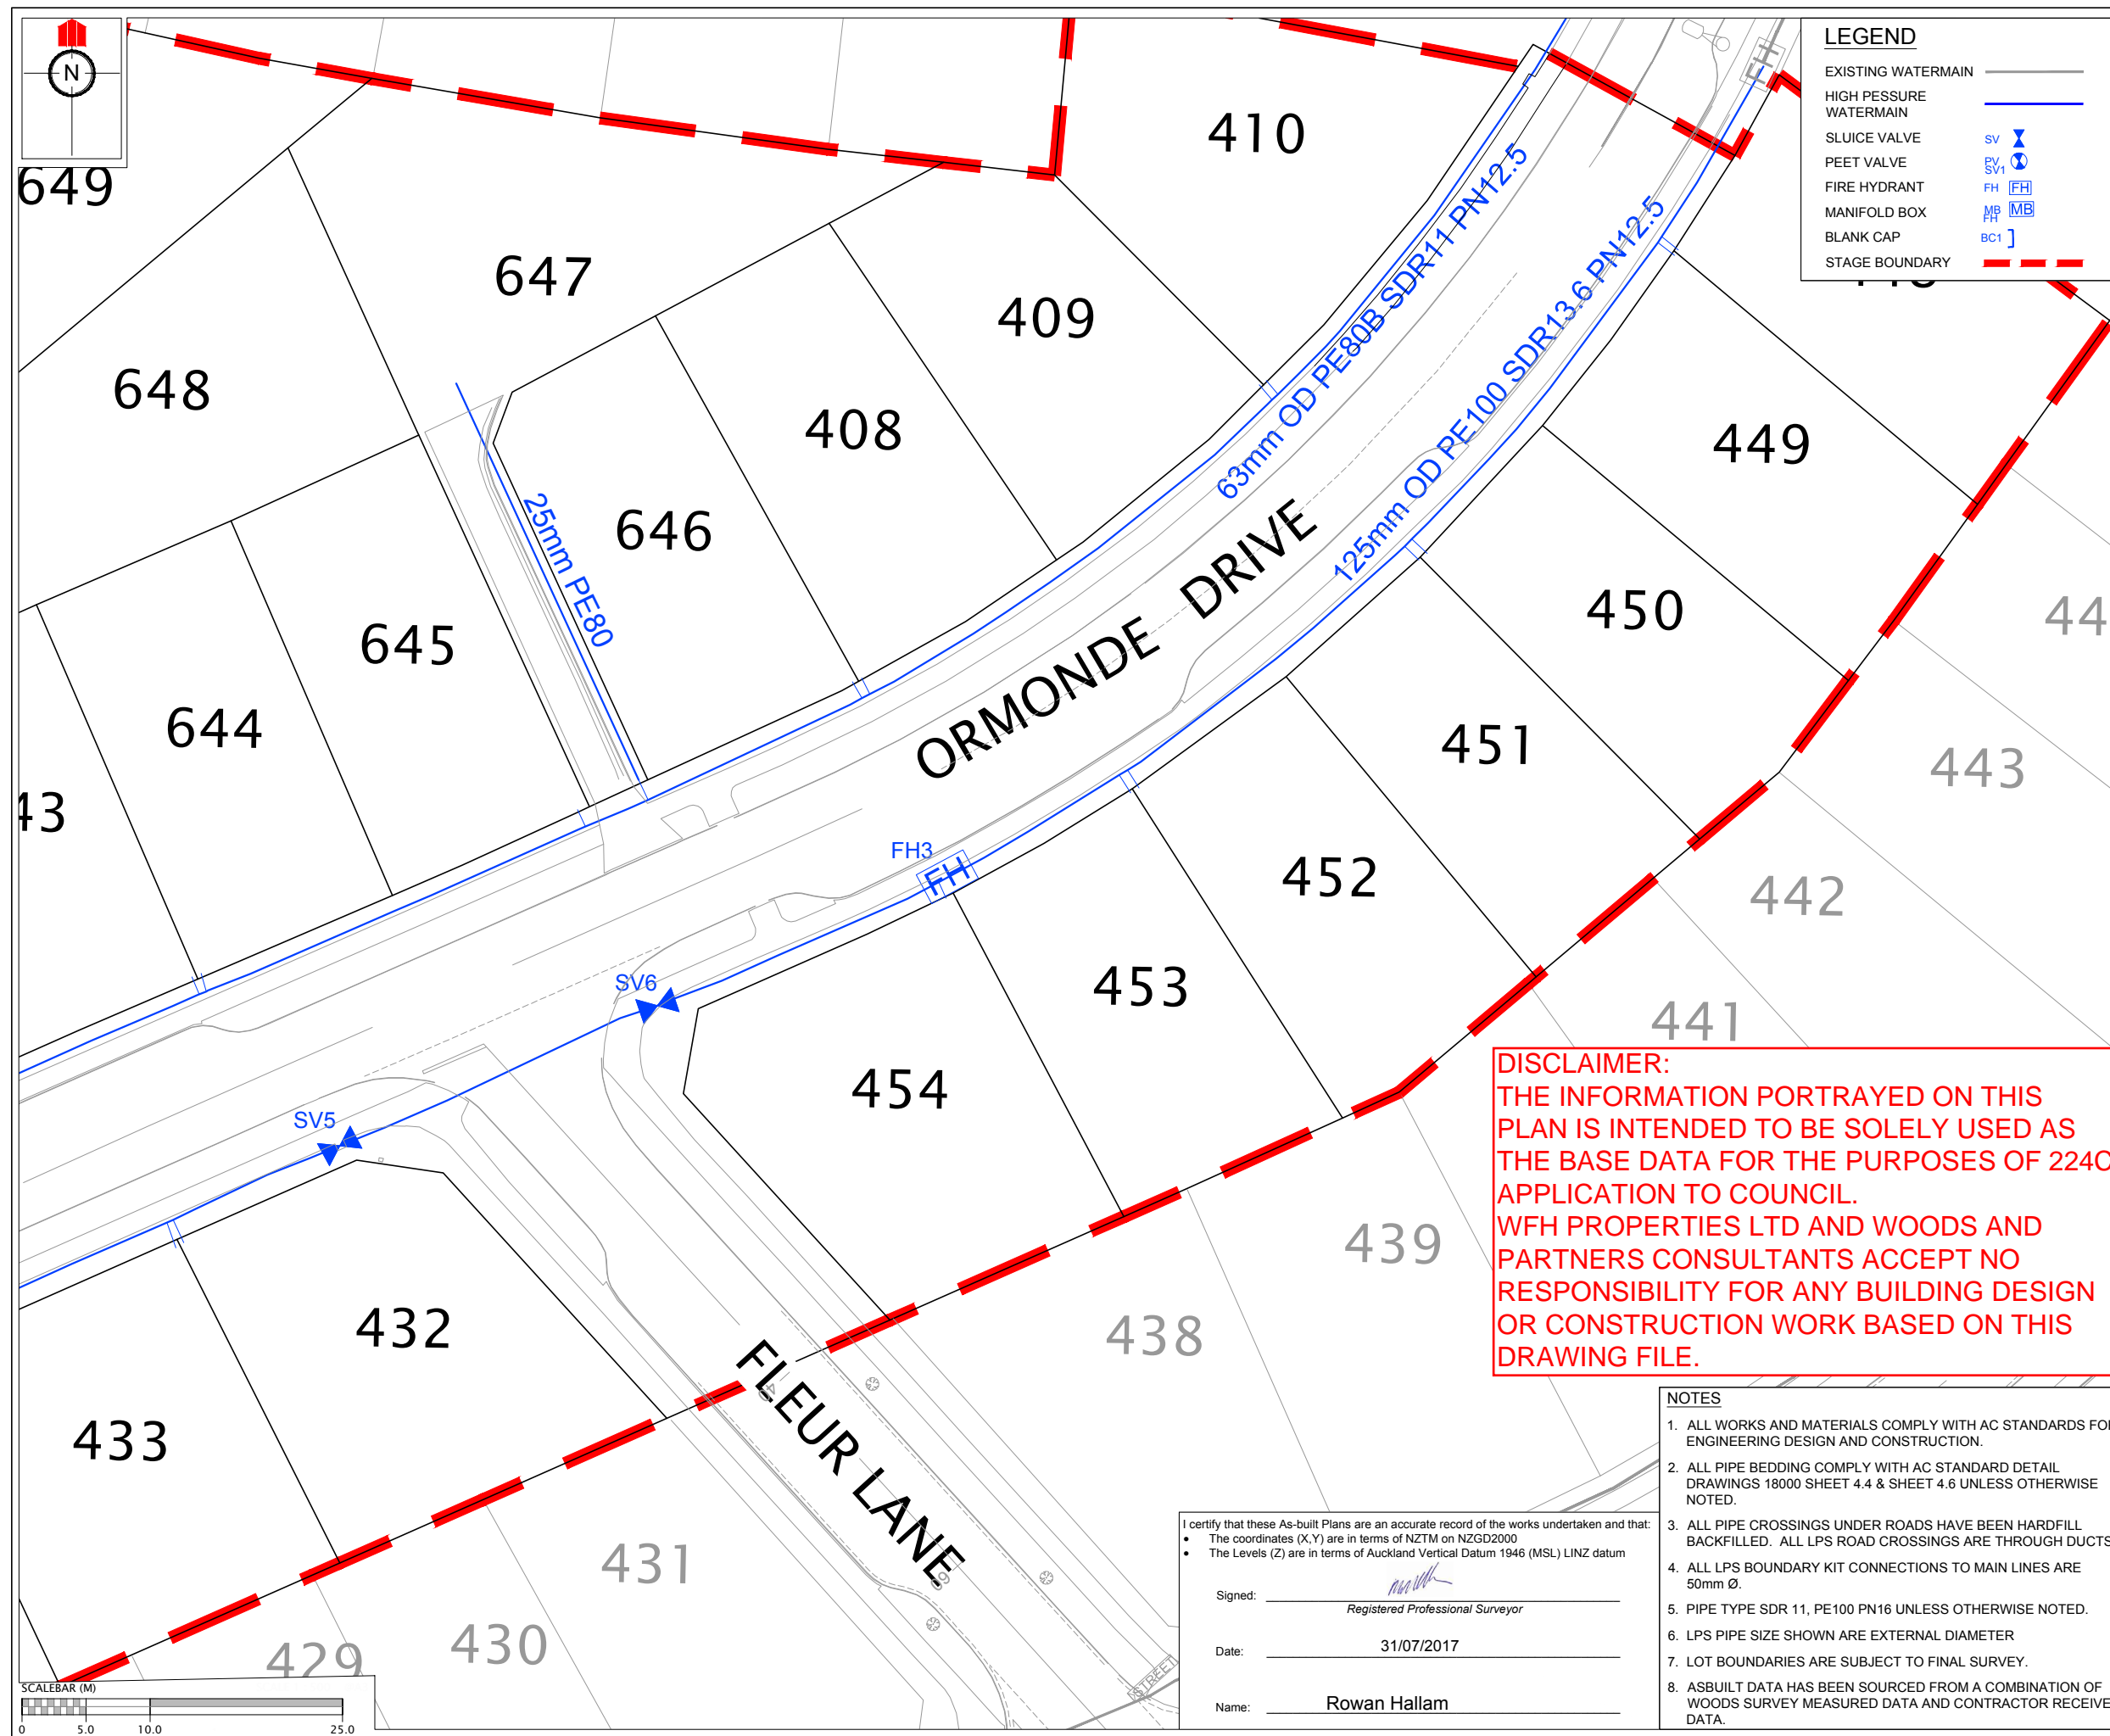 N
LEGEND
EXISTING WATERMAIN
HIGH PESSURE
WATERMAIN
SLUICE VALVE SV
PEET VALVE PV
SV1
FIRE HYDRANT FH FH
MANIFOLD BOX MB MB
FH
BLANK CAP BC1
STAGE BOUNDARY
FH
410
649
647
409
648
408
449
646
450
645
644
451
44
443
43
452
442
453
441
454
439
432
438
433
431
430
429
63mm OD PE80B SDR11 PN12.5
125mm OD PE100 SDR13.6 PN12.5
25mm PE80
ORMONDE DRIVE
FH3
FH
SV6
SV5
FLEUR LANE
STREET
DISCLAIMER:
THE INFORMATION PORTRAYED ON THIS
PLAN IS INTENDED TO BE SOLELY USED AS
THE BASE DATA FOR THE PURPOSES OF 224C
APPLICATION TO COUNCIL.
WFH PROPERTIES LTD AND WOODS AND
PARTNERS CONSULTANTS ACCEPT NO
RESPONSIBILITY FOR ANY BUILDING DESIGN
OR CONSTRUCTION WORK BASED ON THIS
DRAWING FILE.
NOTES
1. ALL WORKS AND MATERIALS COMPLY WITH AC STANDARDS FOR
ENGINEERING DESIGN AND CONSTRUCTION.
2. ALL PIPE BEDDING COMPLY WITH AC STANDARD DETAIL
DRAWINGS 18000 SHEET 4.4 & SHEET 4.6 UNLESS OTHERWISE
NOTED.
3. ALL PIPE CROSSINGS UNDER ROADS HAVE BEEN HARDFILL
BACKFILLED. ALL LPS ROAD CROSSINGS ARE THROUGH DUCTS
4. ALL LPS BOUNDARY KIT CONNECTIONS TO MAIN LINES ARE
50mm Ø.
5. PIPE TYPE SDR 11, PE100 PN16 UNLESS OTHERWISE NOTED.
6. LPS PIPE SIZE SHOWN ARE EXTERNAL DIAMETER
7. LOT BOUNDARIES ARE SUBJECT TO FINAL SURVEY.
8. ASBUILT DATA HAS BEEN SOURCED FROM A COMBINATION OF
WOODS SURVEY MEASURED DATA AND CONTRACTOR RECEIVE
DATA.
I certify that these As-built Plans are an accurate record of the works undertaken and that:
• The coordinates (X,Y) are in terms of NZTM on NZGD2000
• The Levels (Z) are in terms of Auckland Vertical Datum 1946 (MSL) LINZ datum
Signed:
Registered Professional Surveyor
Date: 31/07/2017
Name: Rowan Hallam
SCALEBAR (M)
0 5.0 10.0 25.0